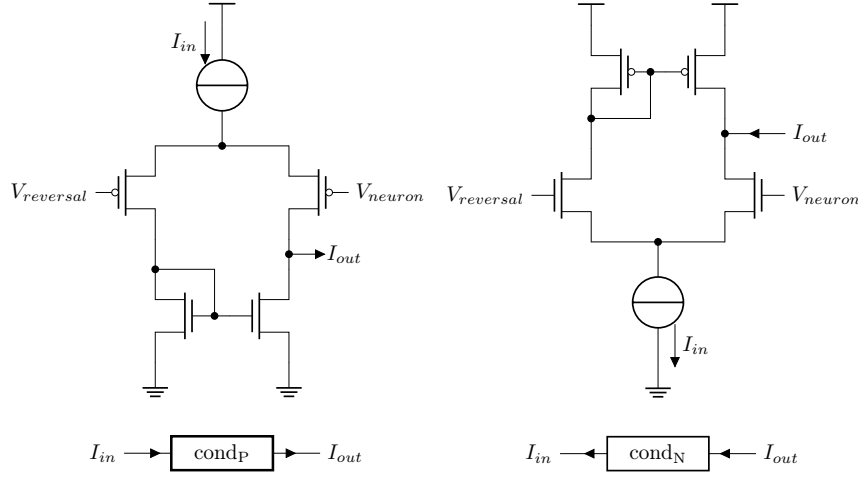 I_in
V_reversal
V_neuron
I_out
I_in
cond_P
I_out
I_out
V_reversal
V_neuron
I_in
I_in
cond_N
I_out